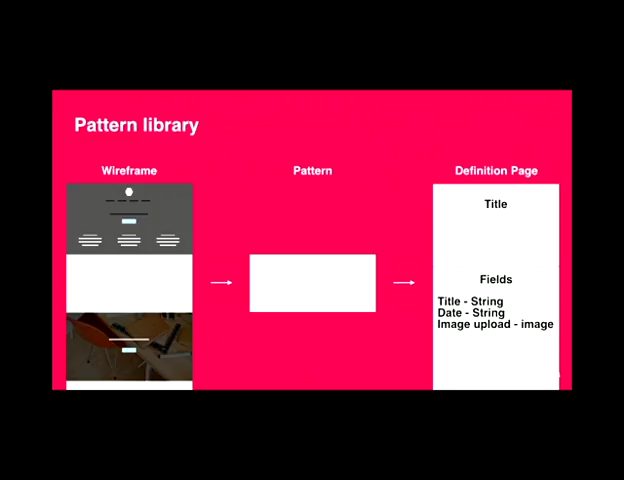 Pattern library
Wireframe
Pattern
Definition Page
Title
Fields
Title - String
Date - String
Image upload - image